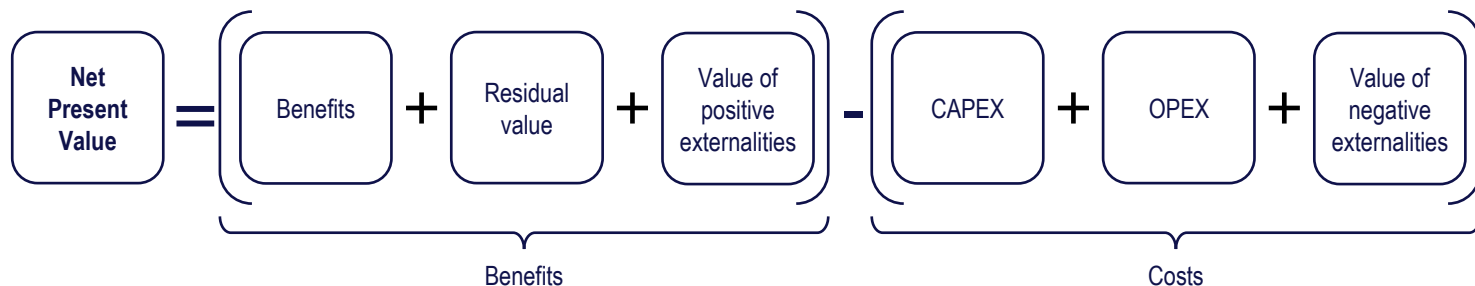 Net
Present
Value
=
Benefits
+
Residual
value
+
Value of
positive
externalities
-
CAPEX
+
OPEX
+
Value of
negative
externalities
Benefits
Costs